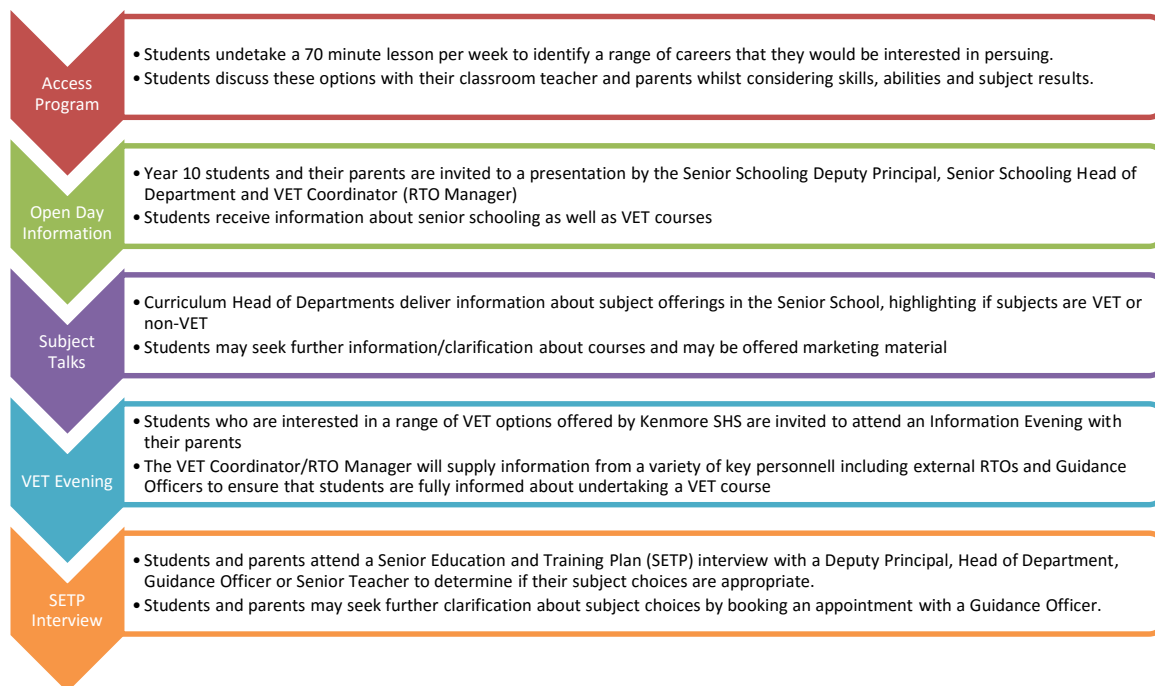 Access
Program
• Students undetake a 70 minute lesson per week to identify a range of careers that they would be interested in persuing.
• Students discuss these options with their classroom teacher and parents whilst considering skills, abilities and subject results.
Open Day
Information
• Year 10 students and their parents are invited to a presentation by the Senior Schooling Deputy Principal, Senior Schooling Head of
Department and VET Coordinator (RTO Manager)
• Students receive information about senior schooling as well as VET courses
Subject
Talks
• Curriculum Head of Departments deliver information about subject offerings in the Senior School, highlighting if subjects are VET or
non-VET
• Students may seek further information/clarification about courses and may be offered marketing material
VET Evening
• Students who are interested in a range of VET options offered by Kenmore SHS are invited to attend an Information Evening with
their parents
• The VET Coordinator/RTO Manager will supply information from a variety of key personnell including external RTOs and Guidance
Officers to ensure that students are fully informed about undertaking a VET course
SETP
Interview
• Students and parents attend a Senior Education and Training Plan (SETP) interview with a Deputy Principal, Head of Department,
Guidance Officer or Senior Teacher to determine if their subject choices are appropriate.
• Students and parents may seek further clarification about subject choices by booking an appointment with a Guidance Officer.